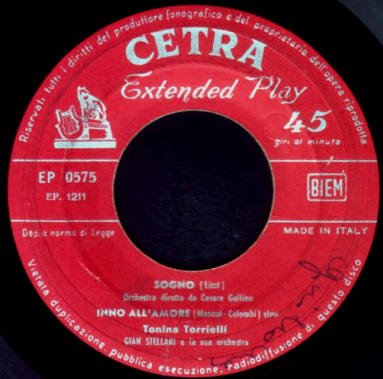 Riservati tutti i diritti del produttore fonografico e del proprietario dell'opera riprodotta
CETRA
Extended Play
45
giri al minuto
EP 0575
EP. 1211
BIEM
Dep. a norma di Legge
MADE IN ITALY
SOGNO (Liszt)
Orchestra diretta da Cesare Gallino
INNO ALL'AMORE (Monnot-Colombi) slow
Tonina Torrielli
GIAN STELLARI e la sua orchestra
Vietata duplicazione, pubblica esecuzione. Radiodiffusione di questo disco